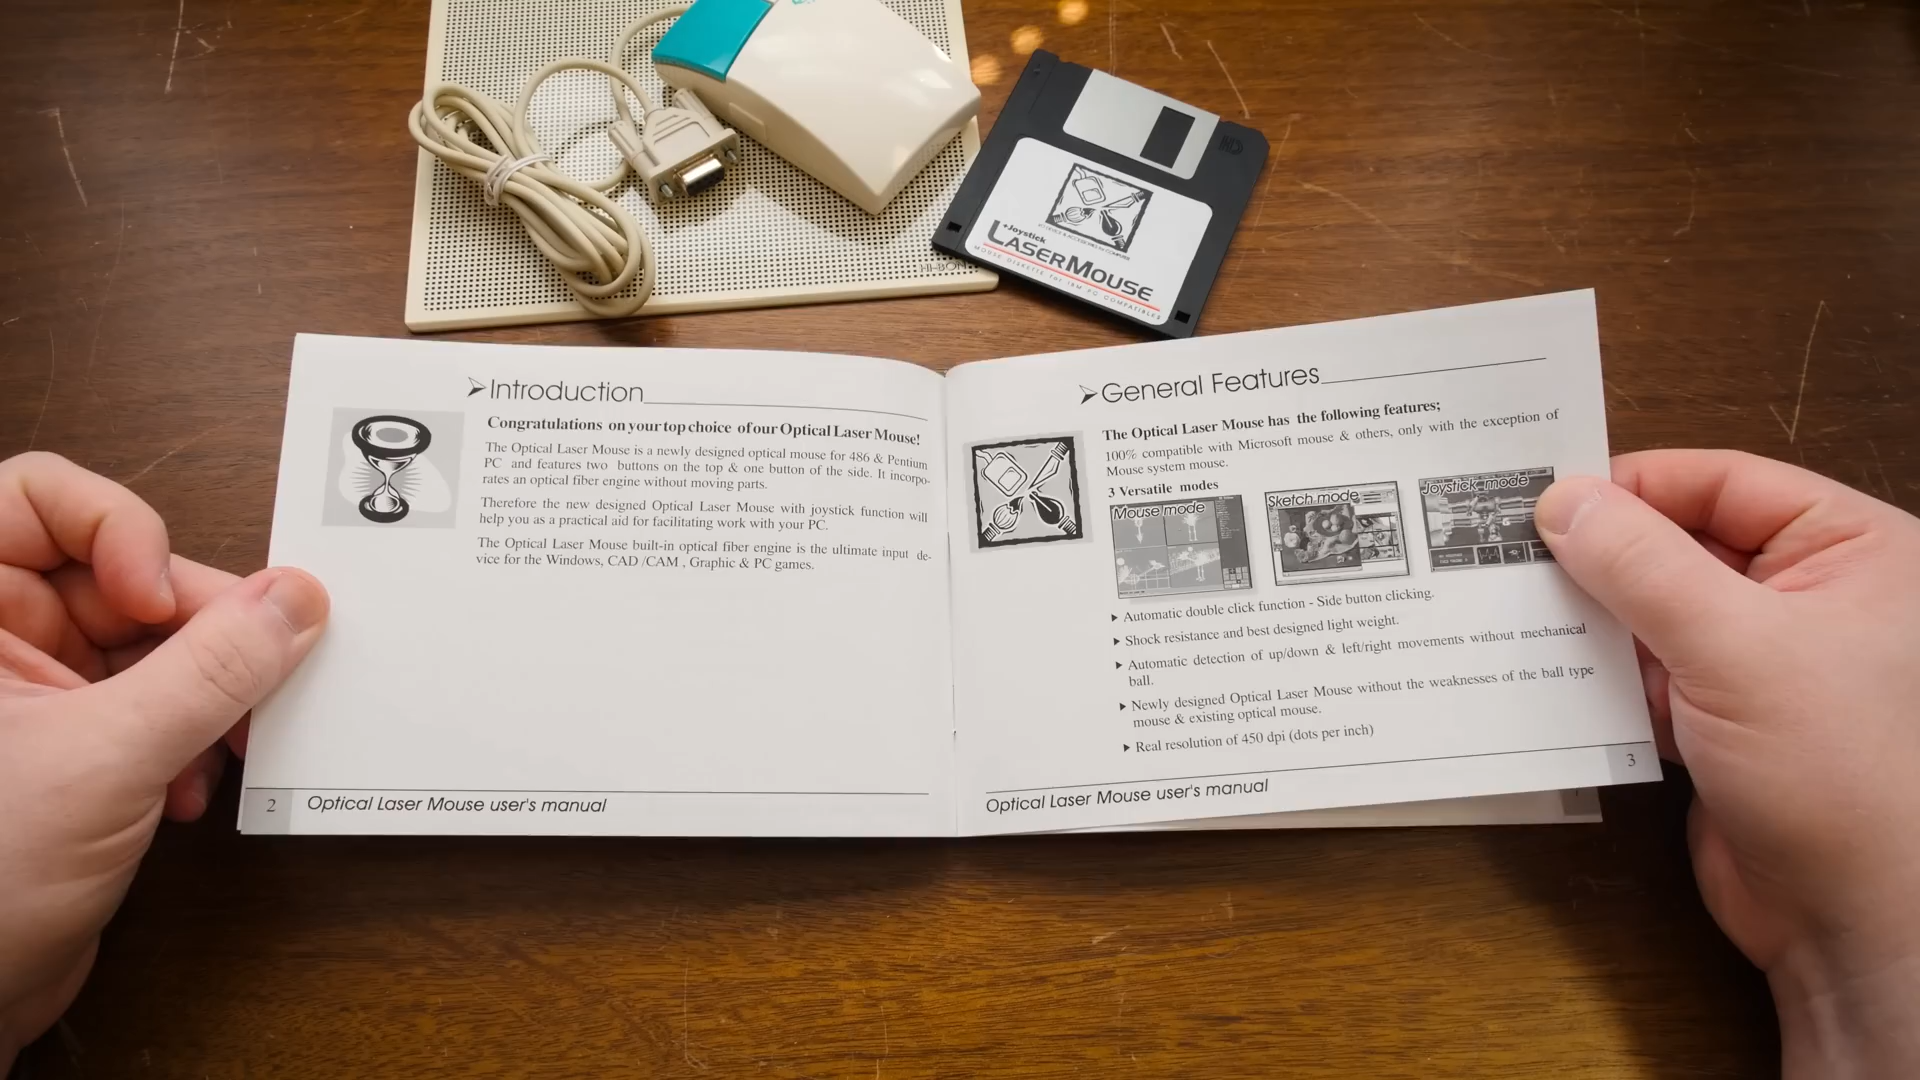 HI-BON
HD
+Joystick
LASERMOUSE
MOUSE DISKETTE for IBM PC COMPATIBLES
Introduction
Congratulations on your top choice of our Optical Laser Mouse!
The Optical Laser Mouse is a newly designed optical mouse for 486 & Pentium
PC and features two buttons on the top & one button of the side. It incorpo-
rates an optical fiber engine without moving parts.
Therefore the new designed Optical Laser Mouse with joystick function will
help you as a practical aid for facilitating work with your PC.
The Optical Laser Mouse built-in optical fiber engine is the ultimate input de-
vice for the Windows, CAD /CAM , Graphic & PC games.
2 Optical Laser Mouse user's manual
General Features
The Optical Laser Mouse has the following features;
100% compatible with Microsoft mouse & others, only with the exception of
Mouse system mouse.
3 Versatile modes
Mouse mode
Sketch mode
Joystick mode
Automatic double click function - Side button clicking.
Shock resistance and best designed light weight.
Automatic detection of up/down & left/right movements without mechanical
ball.
Newly designed Optical Laser Mouse without the weaknesses of the ball type
mouse & existing optical mouse.
Real resolution of 450 dpi (dots per inch)
Optical Laser Mouse user's manual 3